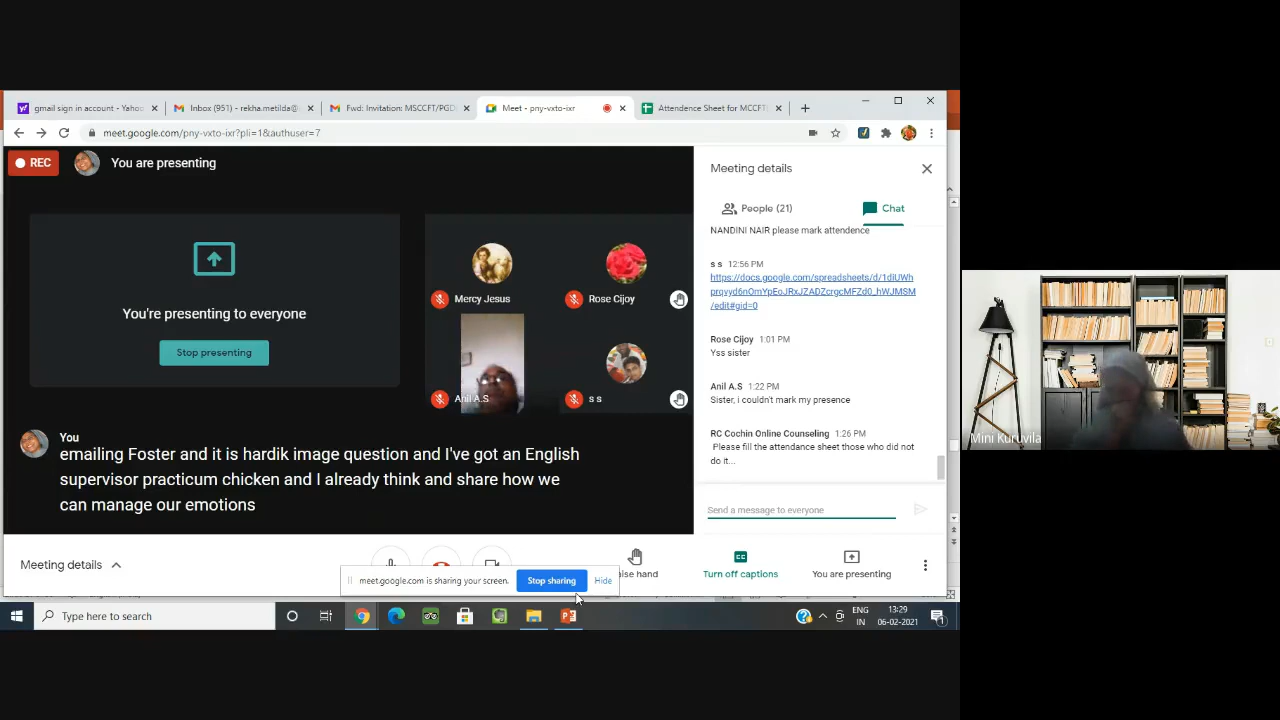 gmail sign in account - Yahoo
Inbox (951) - rekha.metilda@
Fwd: Invitation: MSCCFT/PGD
Meet - pny-vxto-ixr
Attendence Sheet for MCCFT
meet.google.com/pny-vxto-ixr?pli=1&authuser=7
REC
You are presenting
Meeting details
People (21)
Chat
NANDINI NAIR please mark attendence
s s 12:56 PM
https://docs.google.com/spreadsheets/d/1diUWh
prqvyd6nOmYpEoJRxJZADZcrgcMFZd0_hWJMSM
/edit#gid=0
Mercy Jesus
Rose Cijoy
You're presenting to everyone
Stop presenting
Rose Cijoy 1:01 PM
Yss sister
Anil A.S 1:22 PM
Sister, i couldn't mark my presence
Anil A.S
s s
RC Cochin Online Counseling 1:26 PM
Please fill the attendance sheet those who did not
do it...
Mini Kuruvila
You
emailing Foster and it is hardik image question and I've got an English
supervisor practicum chicken and I already think and share how we
can manage our emotions
Send a message to everyone
Meeting details
aise hand
Turn off captions
You are presenting
meet.google.com is sharing your screen.
Stop sharing
Hide
Type here to search
ENG
IN
13:29
06-02-2021
1